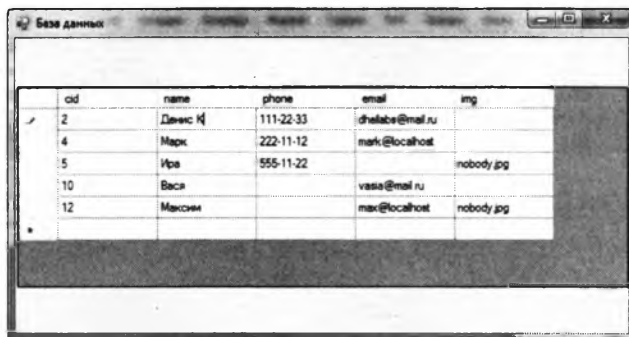 База данных
cid name phone email img
2 Денис К 111-22-33 dhsilabs@mail.ru
4 Марк 222-11-12 mark@localhost
5 Ира 555-11-22 nobody.jpg
10 Вася vasia@mail.ru
12 Максим max@localhost nobody.jpg